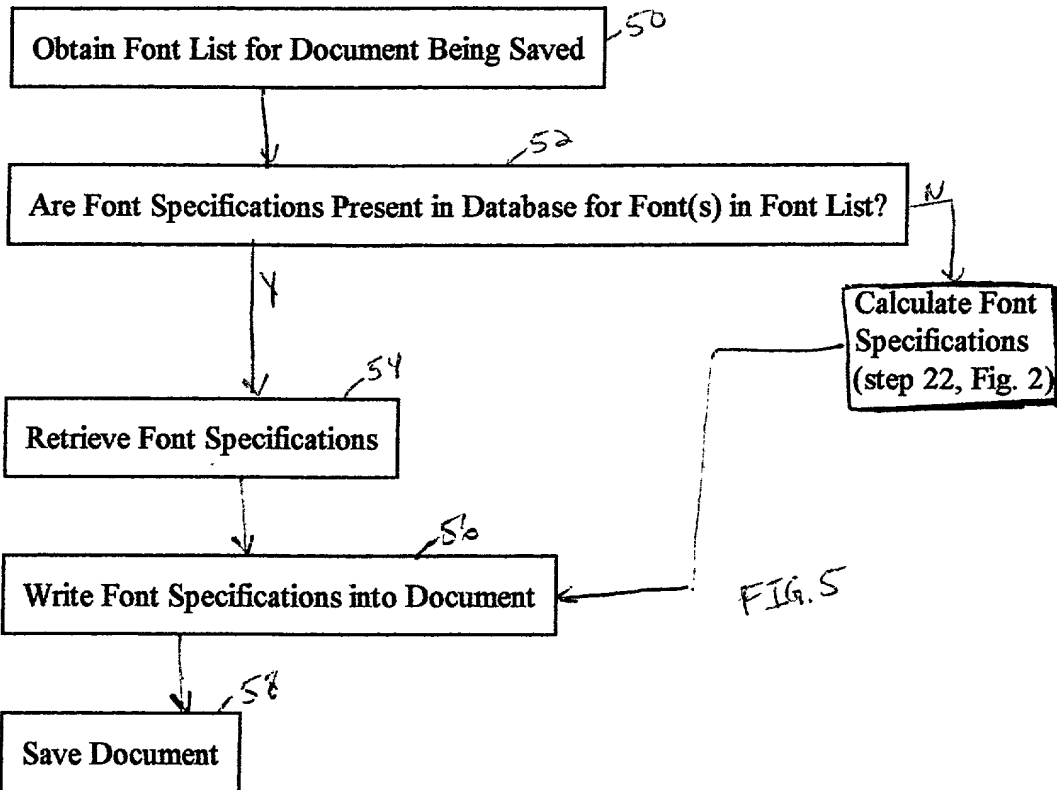 50
Obtain Font List for Document Being Saved
52
Are Font Specifications Present in Database for Font(s) in Font List?
N
Y
Calculate Font
Specifications
(step 22, Fig. 2)
54
Retrieve Font Specifications
56
Write Font Specifications into Document
FIG. 5
58
Save Document